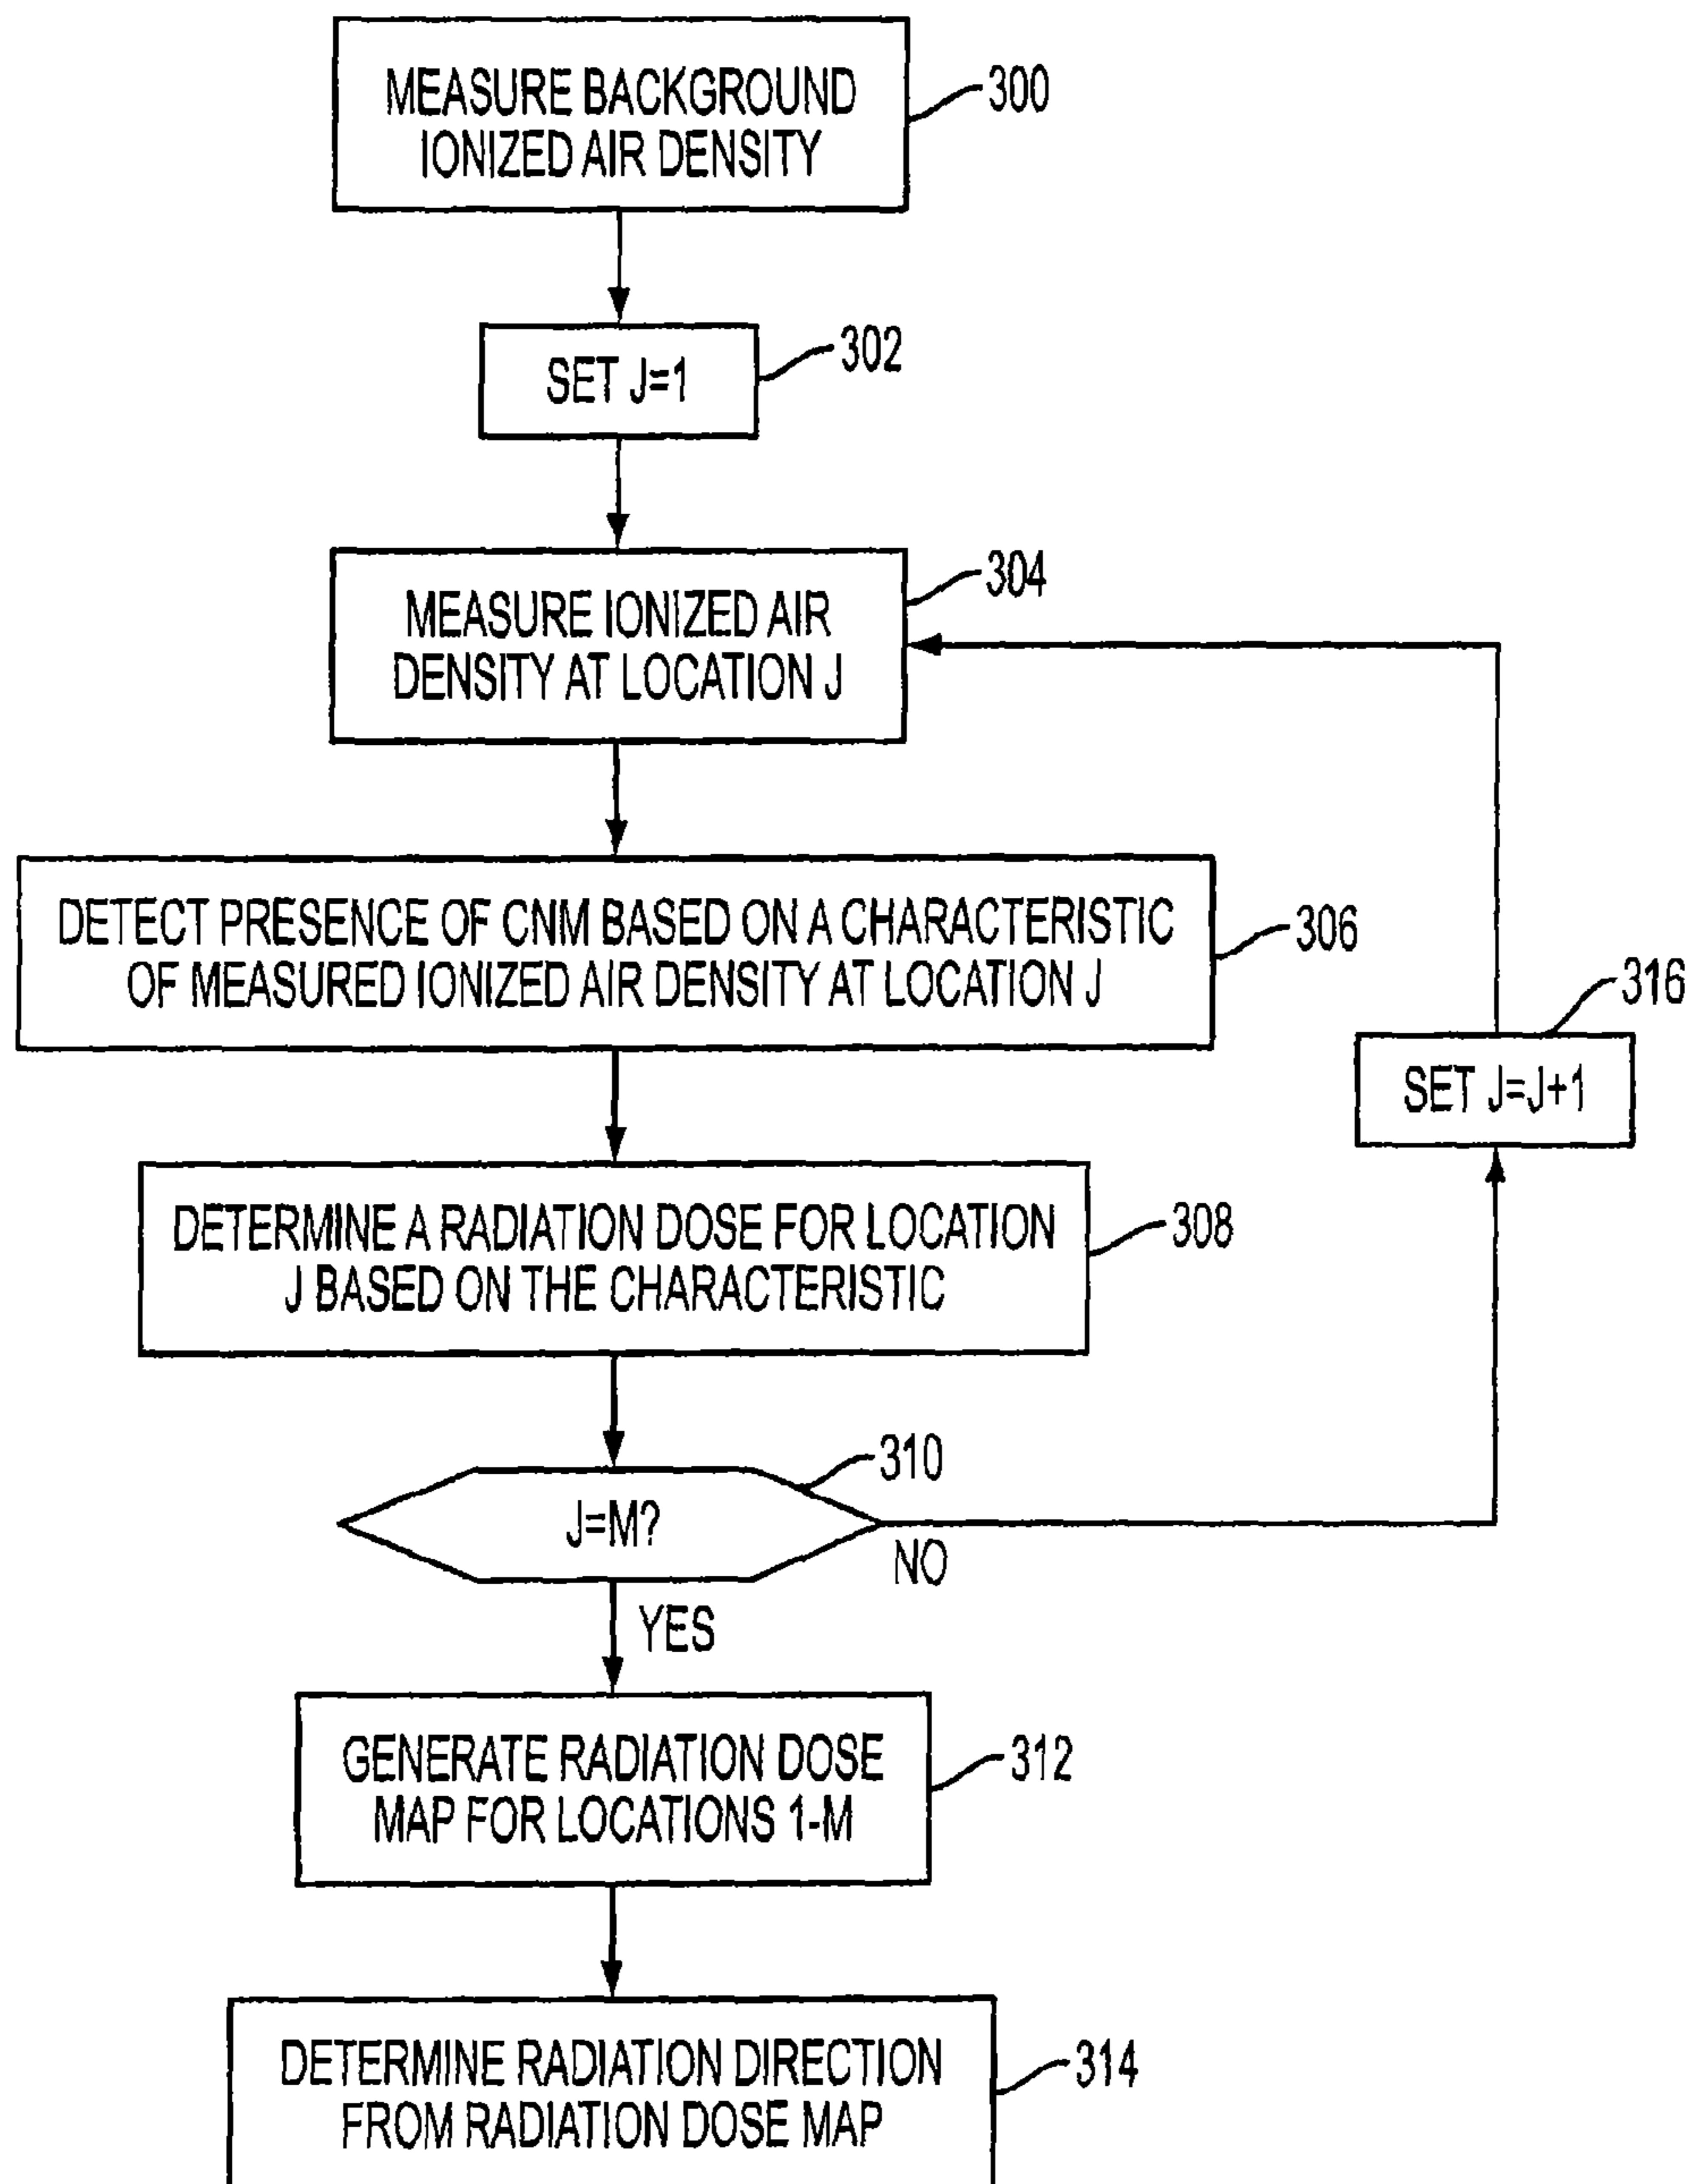 MEASURE BACKGROUND
IONIZED AIR DENSITY
300
SET J=1
302
MEASURE IONIZED AIR
DENSITY AT LOCATION J
304
DETECT PRESENCE OF CNM BASED ON A CHARACTERISTIC
OF MEASURED IONIZED AIR DENSITY AT LOCATION J
306
316
SET J=J+1
DETERMINE A RADIATION DOSE FOR LOCATION
J BASED ON THE CHARACTERISTIC
308
310
J=M?
NO
YES
GENERATE RADIATION DOSE
MAP FOR LOCATIONS 1-M
312
DETERMINE RADIATION DIRECTION
FROM RADIATION DOSE MAP
314